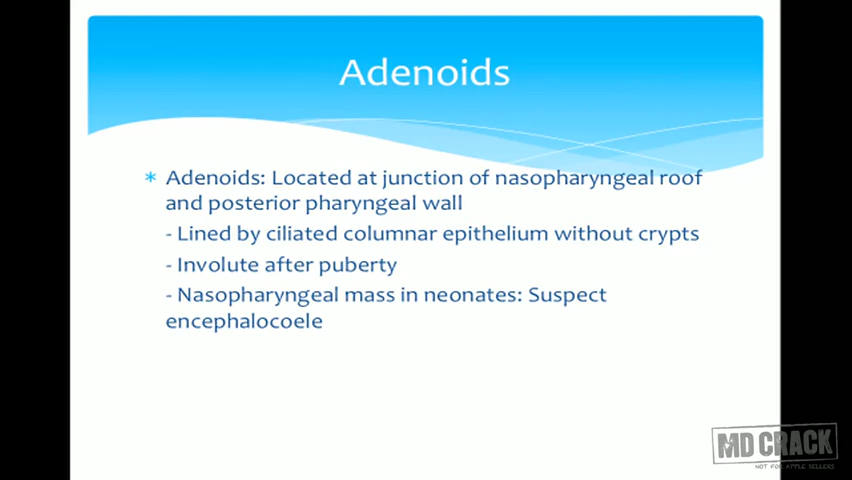 Adenoids
* Adenoids: Located at junction of nasopharyngeal roof
and posterior pharyngeal wall
- Lined by ciliated columnar epithelium without crypts
- Involute after puberty
- Nasopharyngeal mass in neonates: Suspect
encephalocoele
MD CRACK
NOT FOR APPLE SELLERS